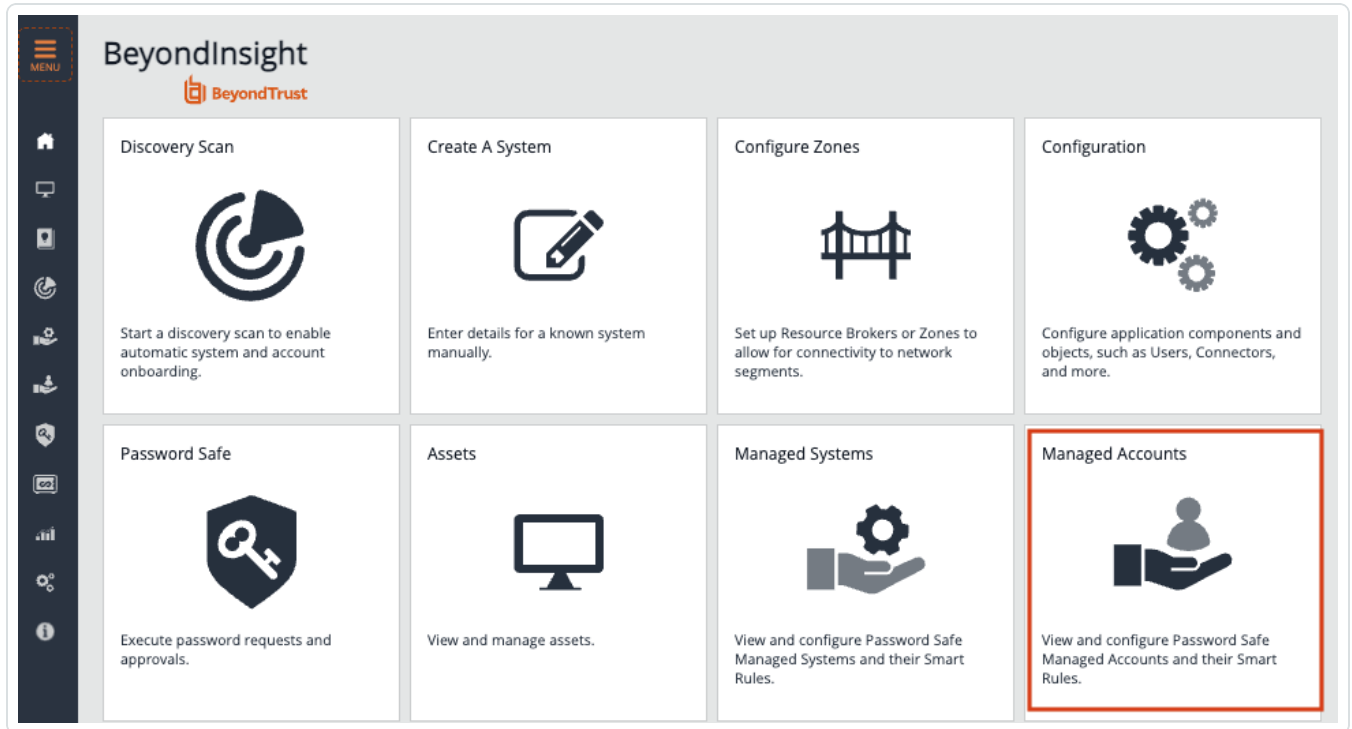 MENU
BeyondInsight
BeyondTrust
Discovery Scan
Start a discovery scan to enable
automatic system and account
onboarding.
Create A System
Enter details for a known system
manually.
Configure Zones
Set up Resource Brokers or Zones to
allow for connectivity to network
segments.
Configuration
Configure application components and
objects, such as Users, Connectors,
and more.
Password Safe
Execute password requests and
approvals.
Assets
View and manage assets.
Managed Systems
View and configure Password Safe
Managed Systems and their Smart
Rules.
Managed Accounts
View and configure Password Safe
Managed Accounts and their Smart
Rules.